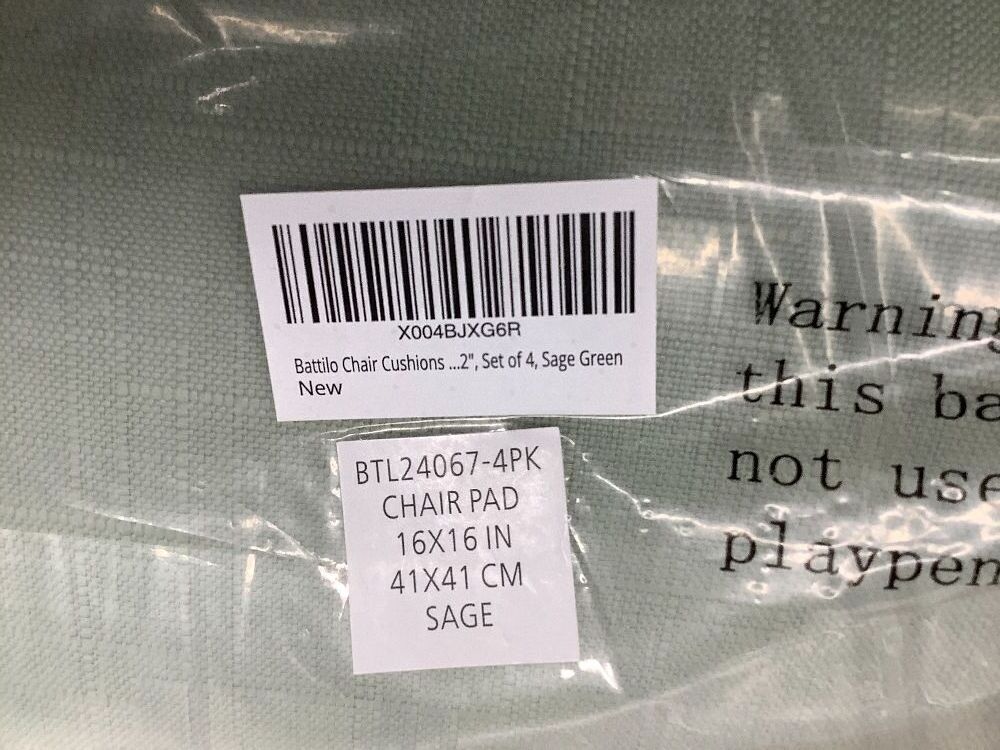 X004BJXG6R
Battilo Chair Cushions ...2", Set of 4, Sage Green
New
BTL24067-4PK
CHAIR PAD
16X16 IN
41X41 CM
SAGE
Warning
this ba
not use
playpen